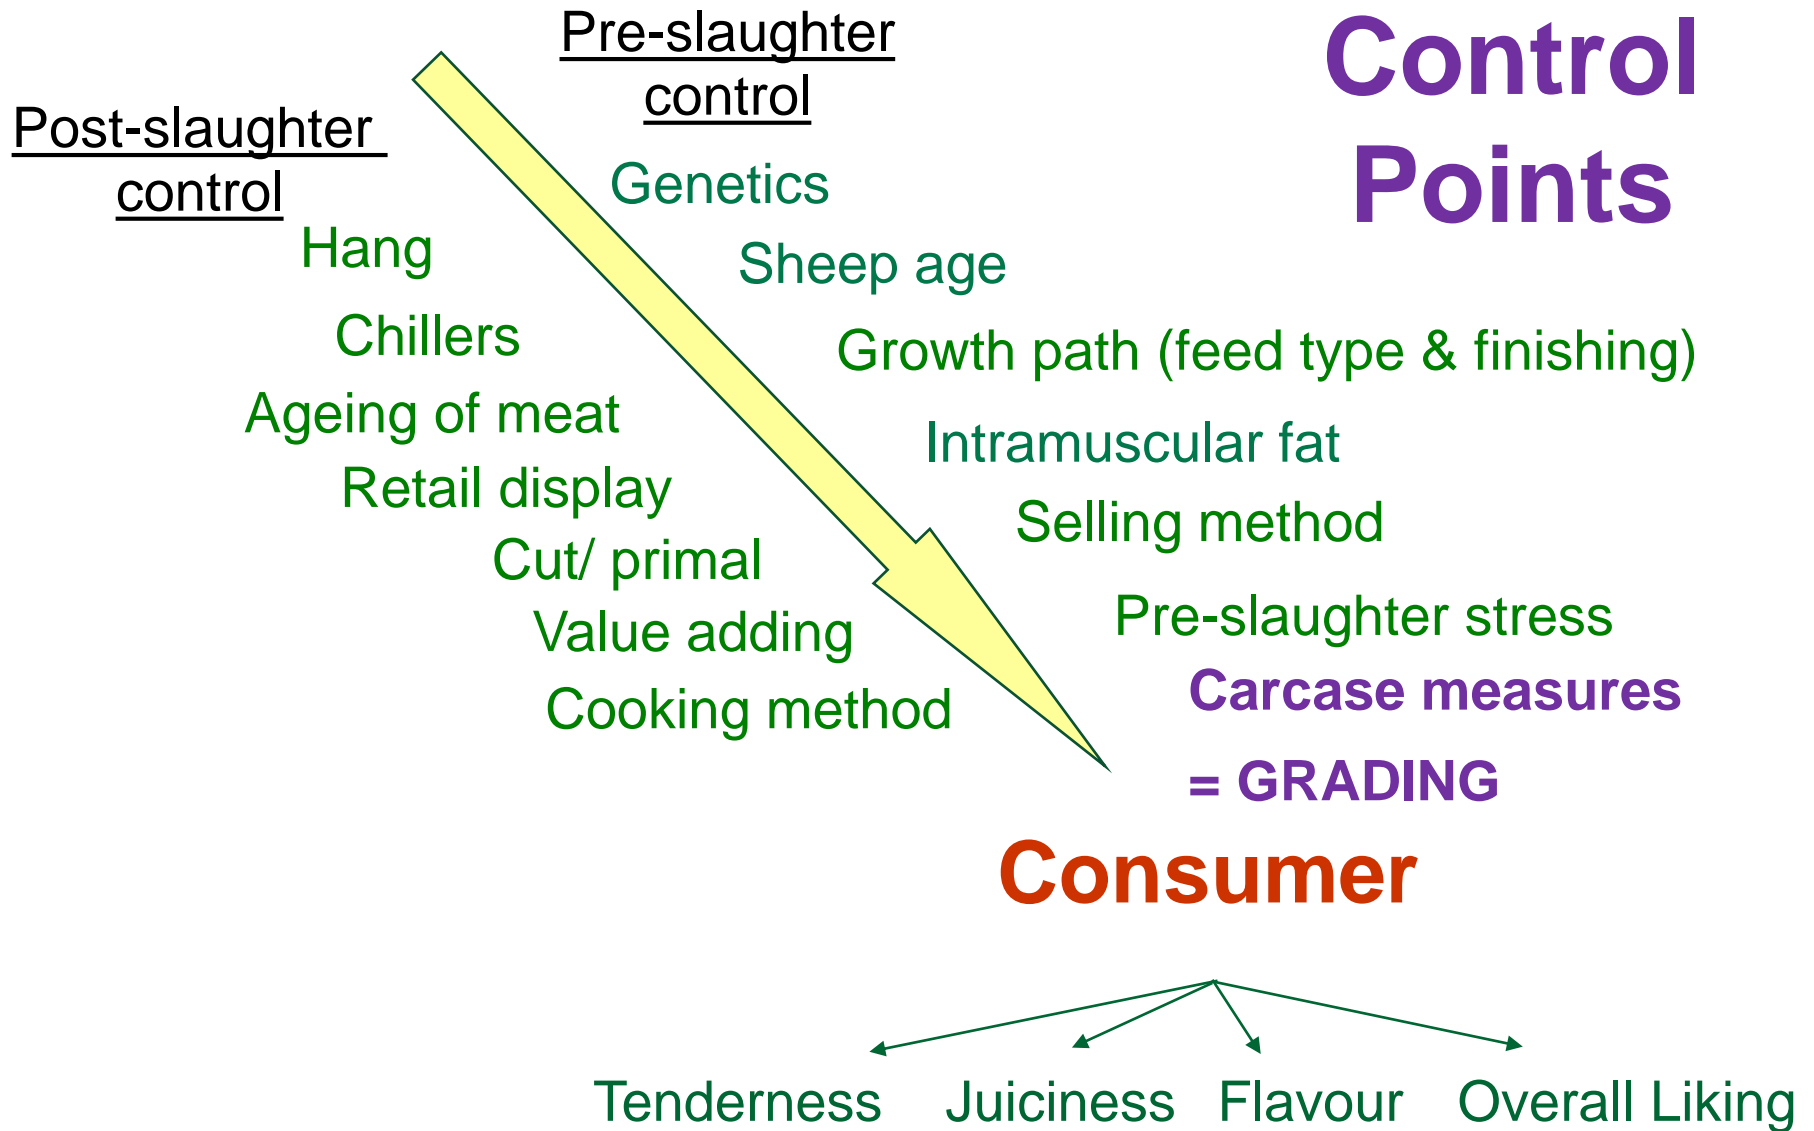 Control
Points
Pre-slaughter
control
Genetics
Sheep age
Growth path (feed type & finishing)
Intramuscular fat
Selling method
Pre-slaughter stress
Carcase measures
= GRADING
Post-slaughter
control
Hang
Chillers
Ageing of meat
Retail display
Cut/ primal
Value adding
Cooking method
Consumer
Tenderness Juiciness Flavour Overall Liking